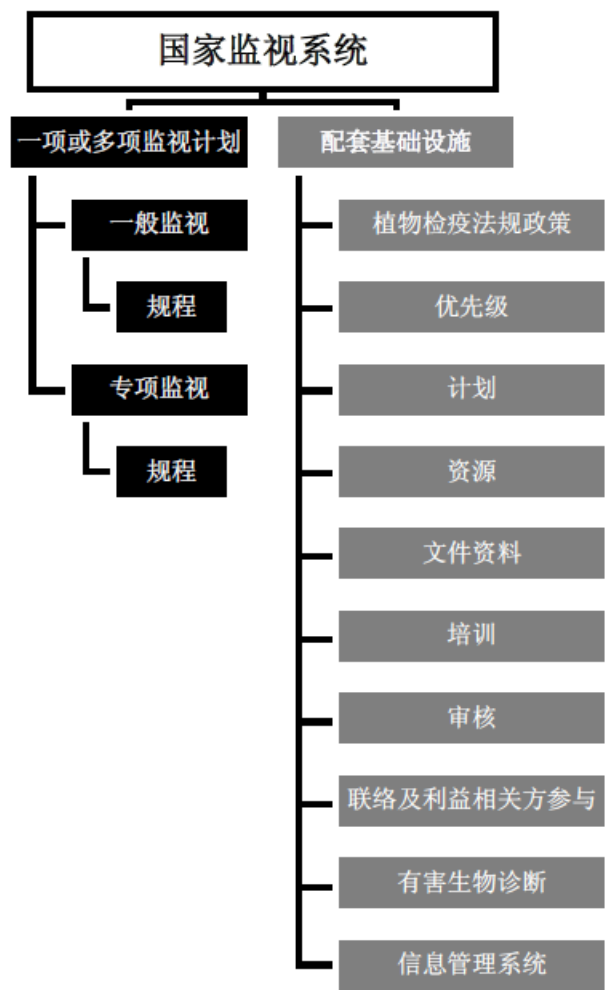 国家监视系统
一项或多项监视计划
配套基础设施
一般监视
规程
专项监视
规程
植物检疫法规政策
优先级
计划
资源
文件资料
培训
审核
联络及利益相关方参与
有害生物诊断
信息管理系统